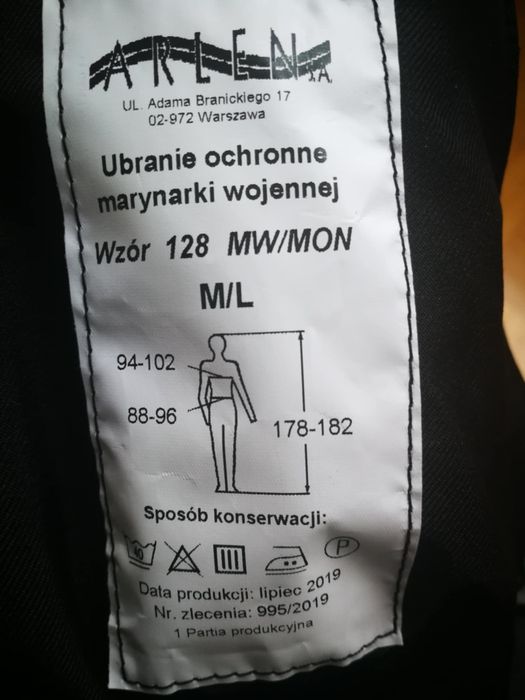 ARLEN S.A.
UL. Adama Branickiego 17
02-972 Warszawa
Ubranie ochronne
marynarki wojennej
Wzór 128 MW/MON
M/L
94-102
88-96
178-182
Sposób konserwacji:
40 P
Data produkcji: lipiec 2019
Nr. zlecenia: 995/2019
1 Partia produkcyjna